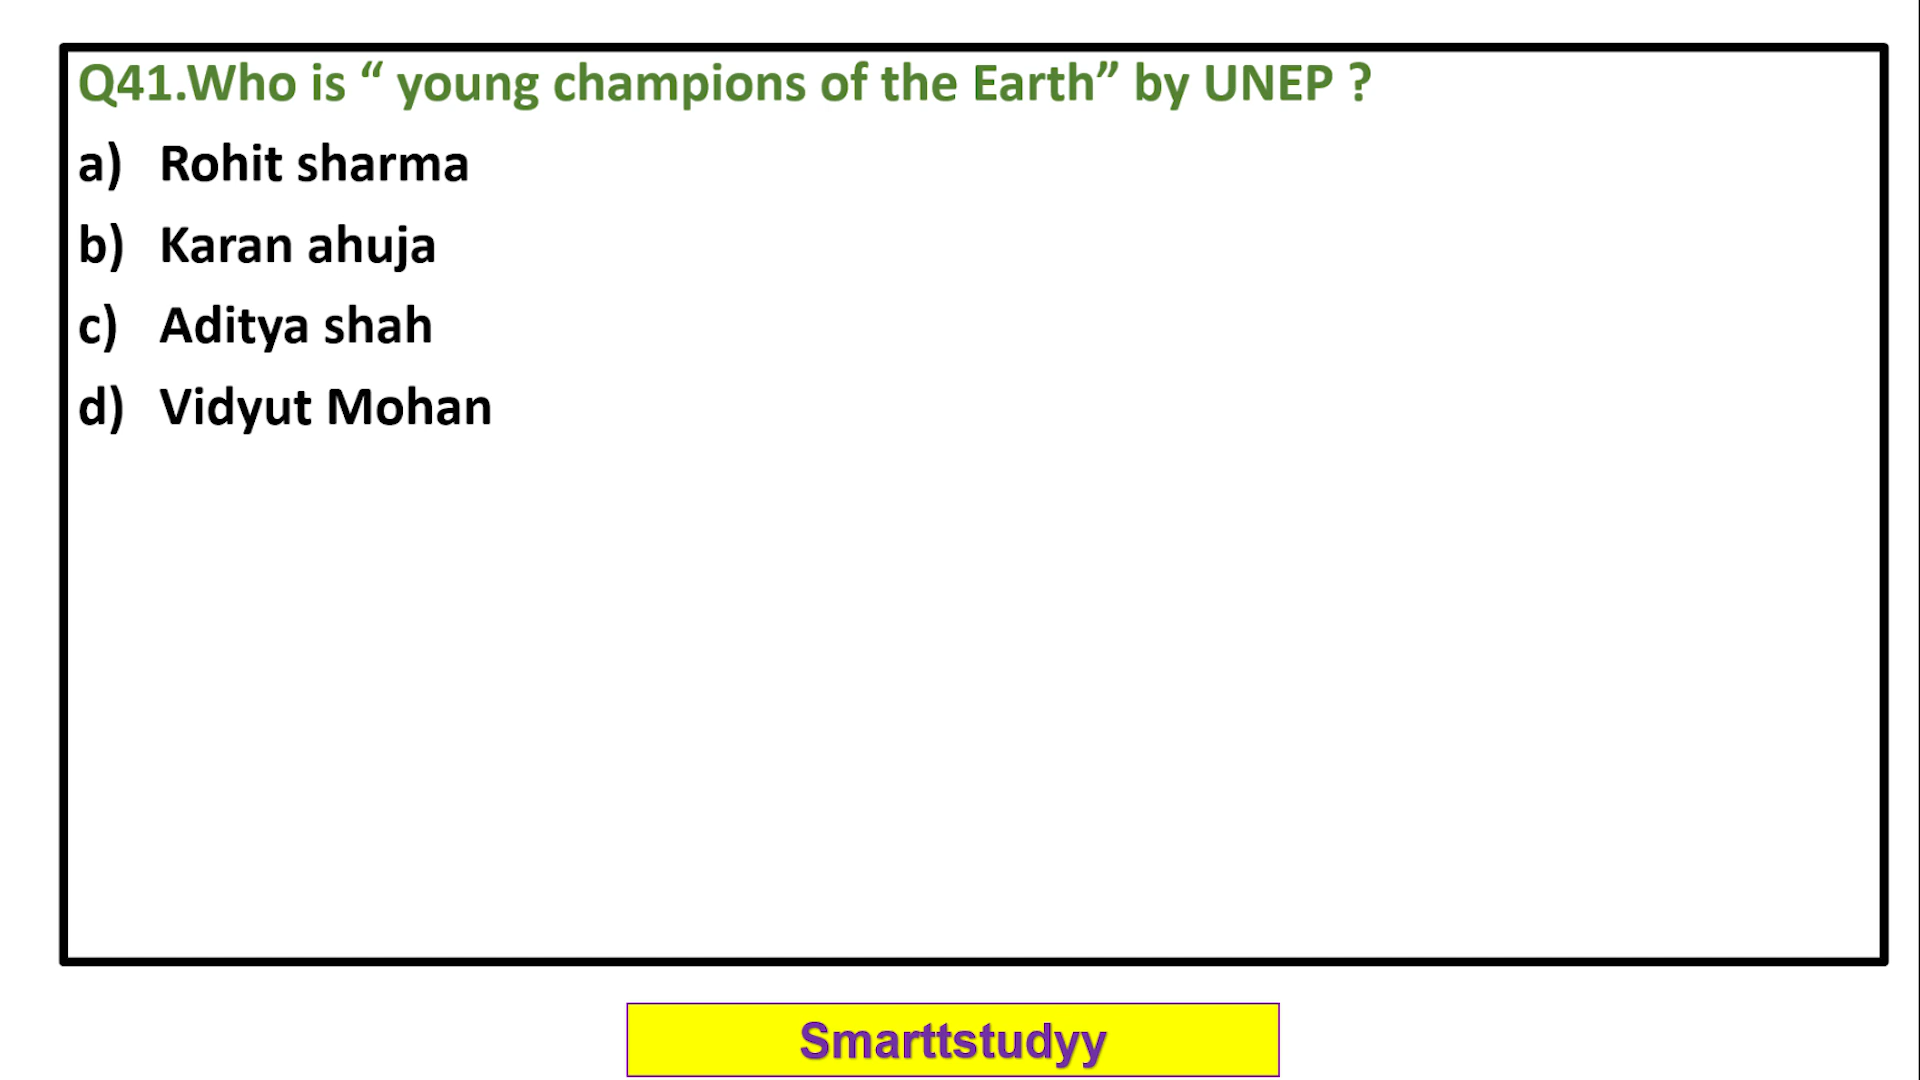 Q41.Who is “ young champions of the Earth” by UNEP ?
a) Rohit sharma
b) Karan ahuja
c) Aditya shah
d) Vidyut Mohan
Smarttstudyy